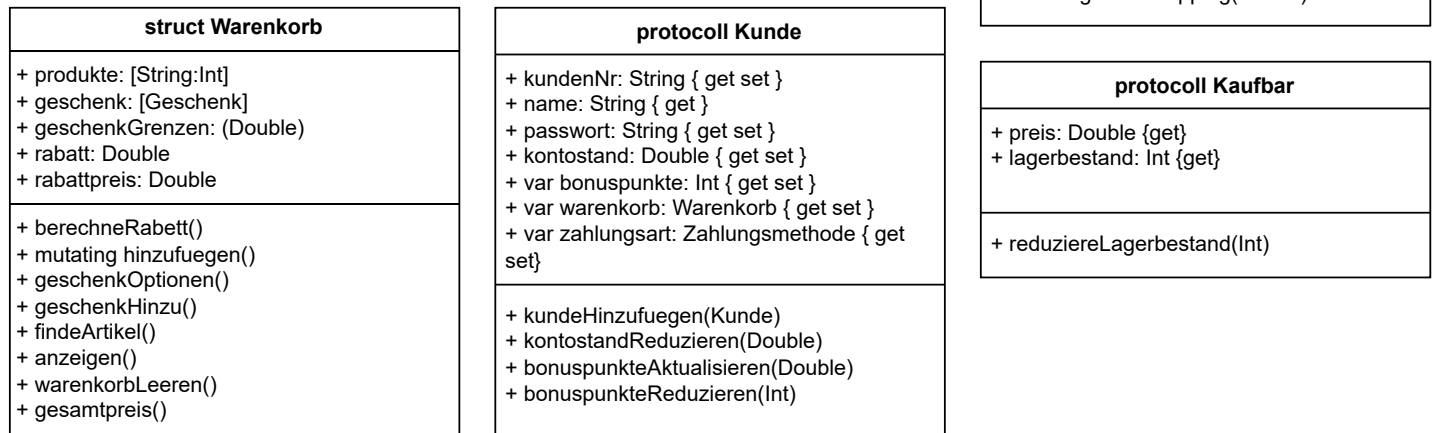 struct Warenkorb
+ produkte: [String:Int]
+ geschenk: [Geschenk]
+ geschenkGrenzen: (Double)
+ rabatt: Double
+ rabattpreis: Double
+ berechneRabett()
+ mutating hinzufuegen()
+ geschenkOptionen()
+ geschenkHinzu()
+ findeArtikel()
+ anzeigen()
+ warenkorbLeeren()
+ gesamtpreis()
protocoll Kunde
+ kundenNr: String { get set }
+ name: String { get }
+ passwort: String { get set }
+ kontostand: Double { get set }
+ var bonuspunkte: Int { get set }
+ var warenkorb: Warenkorb { get set }
+ var zahlungsart: Zahlungsmethode { get
set}
+ kundeHinzufuegen(Kunde)
+ kontostandReduzieren(Double)
+ bonuspunkteAktualisieren(Double)
+ bonuspunkteReduzieren(Int)
protocoll Kaufbar
+ preis: Double {get}
+ lagerbestand: Int {get}
+ reduziereLagerbestand(Int)